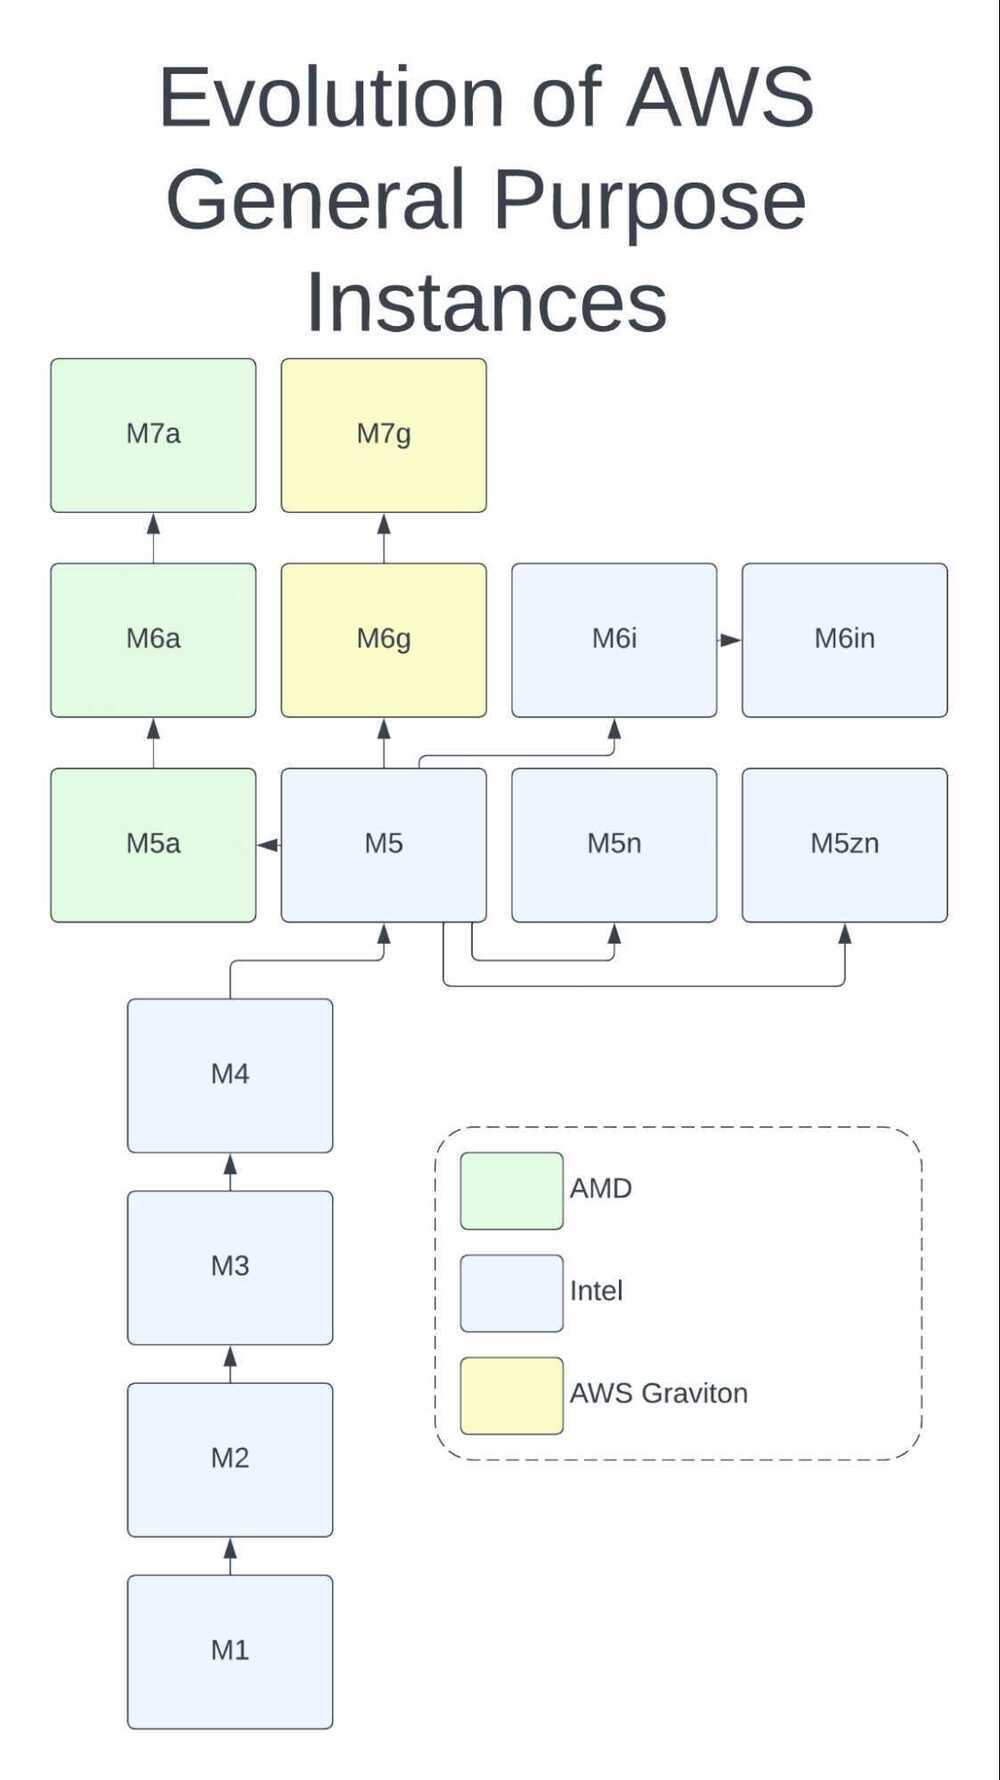 Evolution of AWS
General Purpose
Instances
M7a
M7g
M6a
M6g
M6i
M6in
M5a
M5
M5n
M5zn
M4
M3
M2
M1
AMD
Intel
AWS Graviton